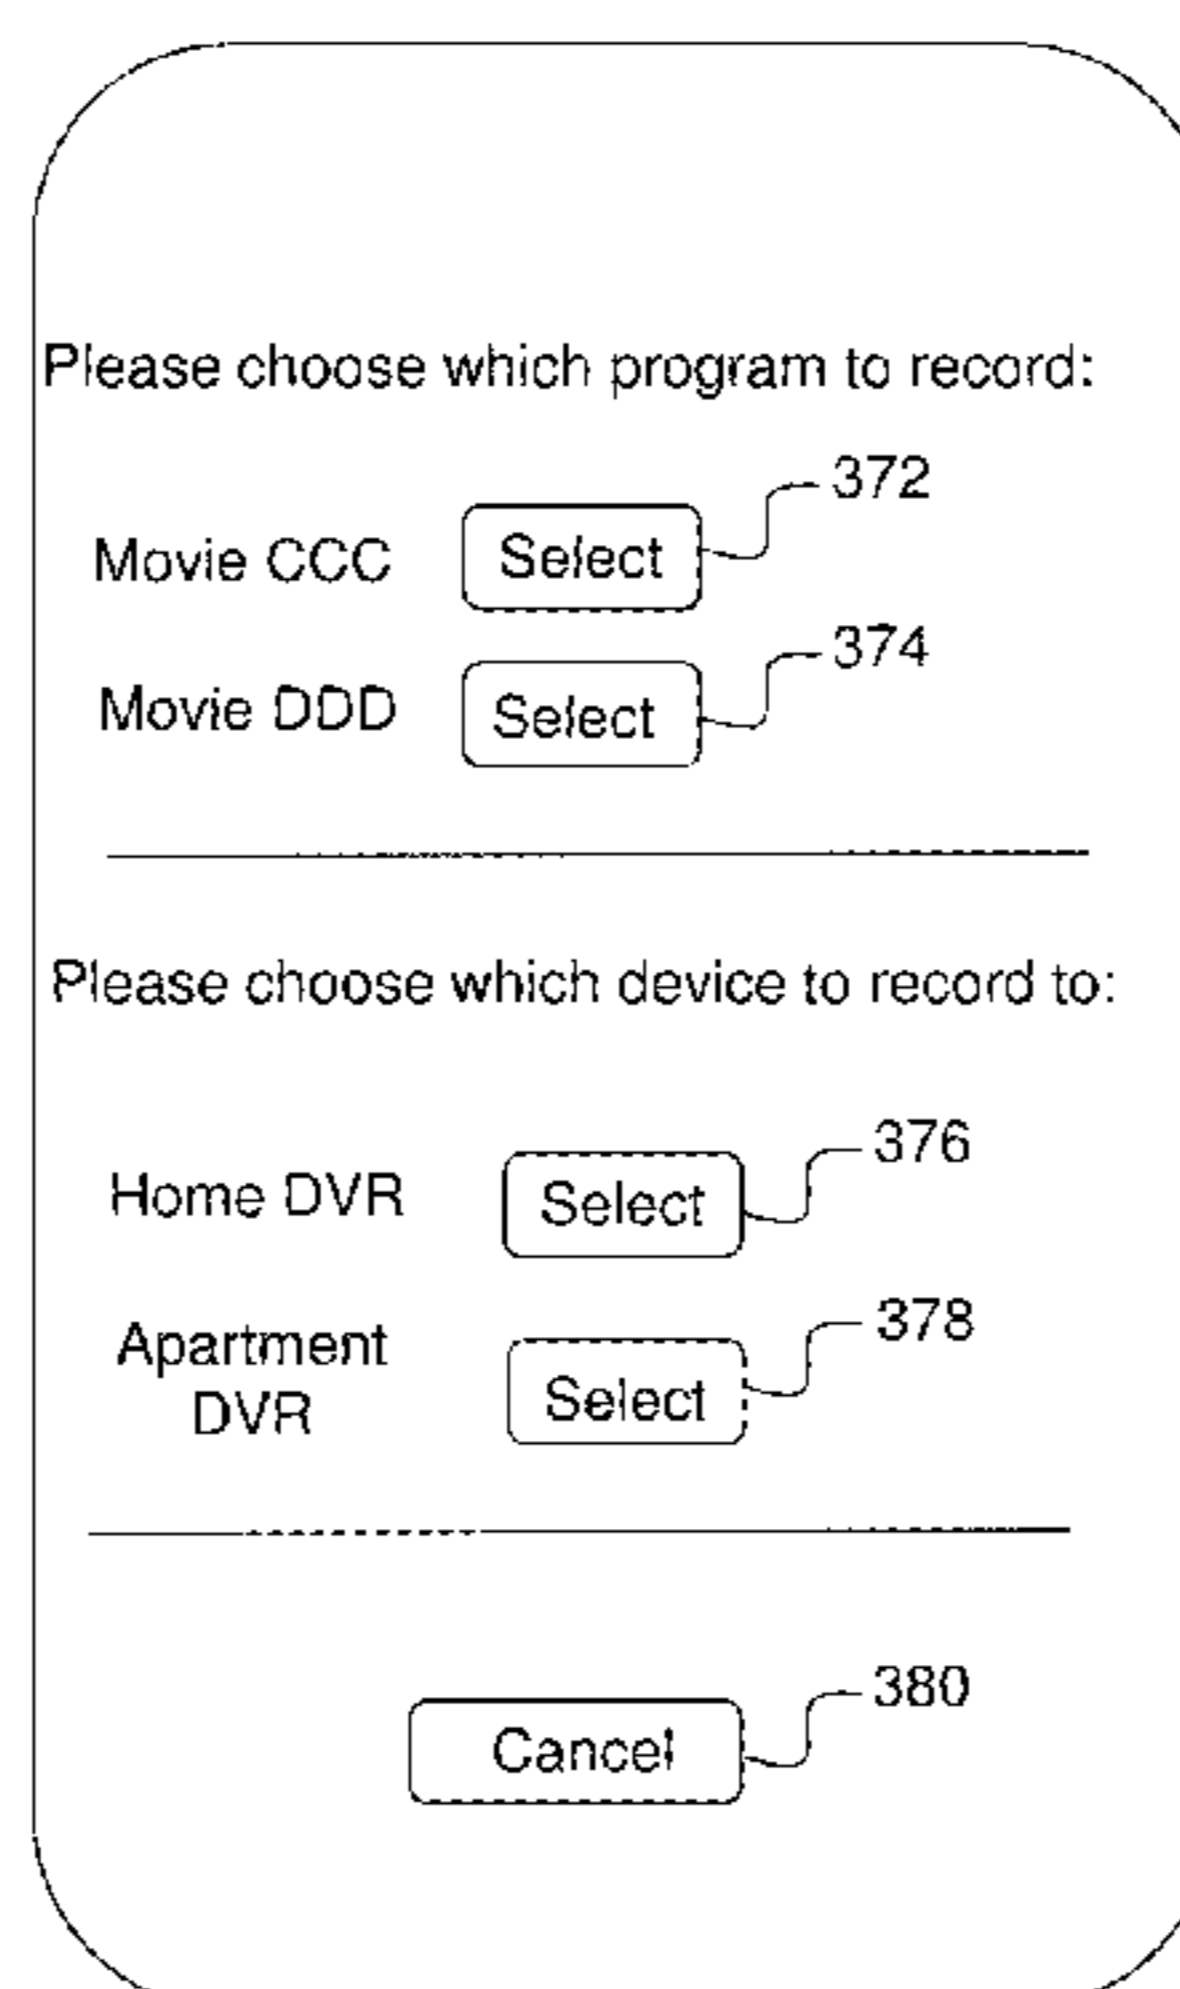 Please choose which program to record:
372
Movie CCC Select
374
Movie DDD Select
Please choose which device to record to:
376
Home DVR Select
378
Apartment
DVR Select
380
Cancel